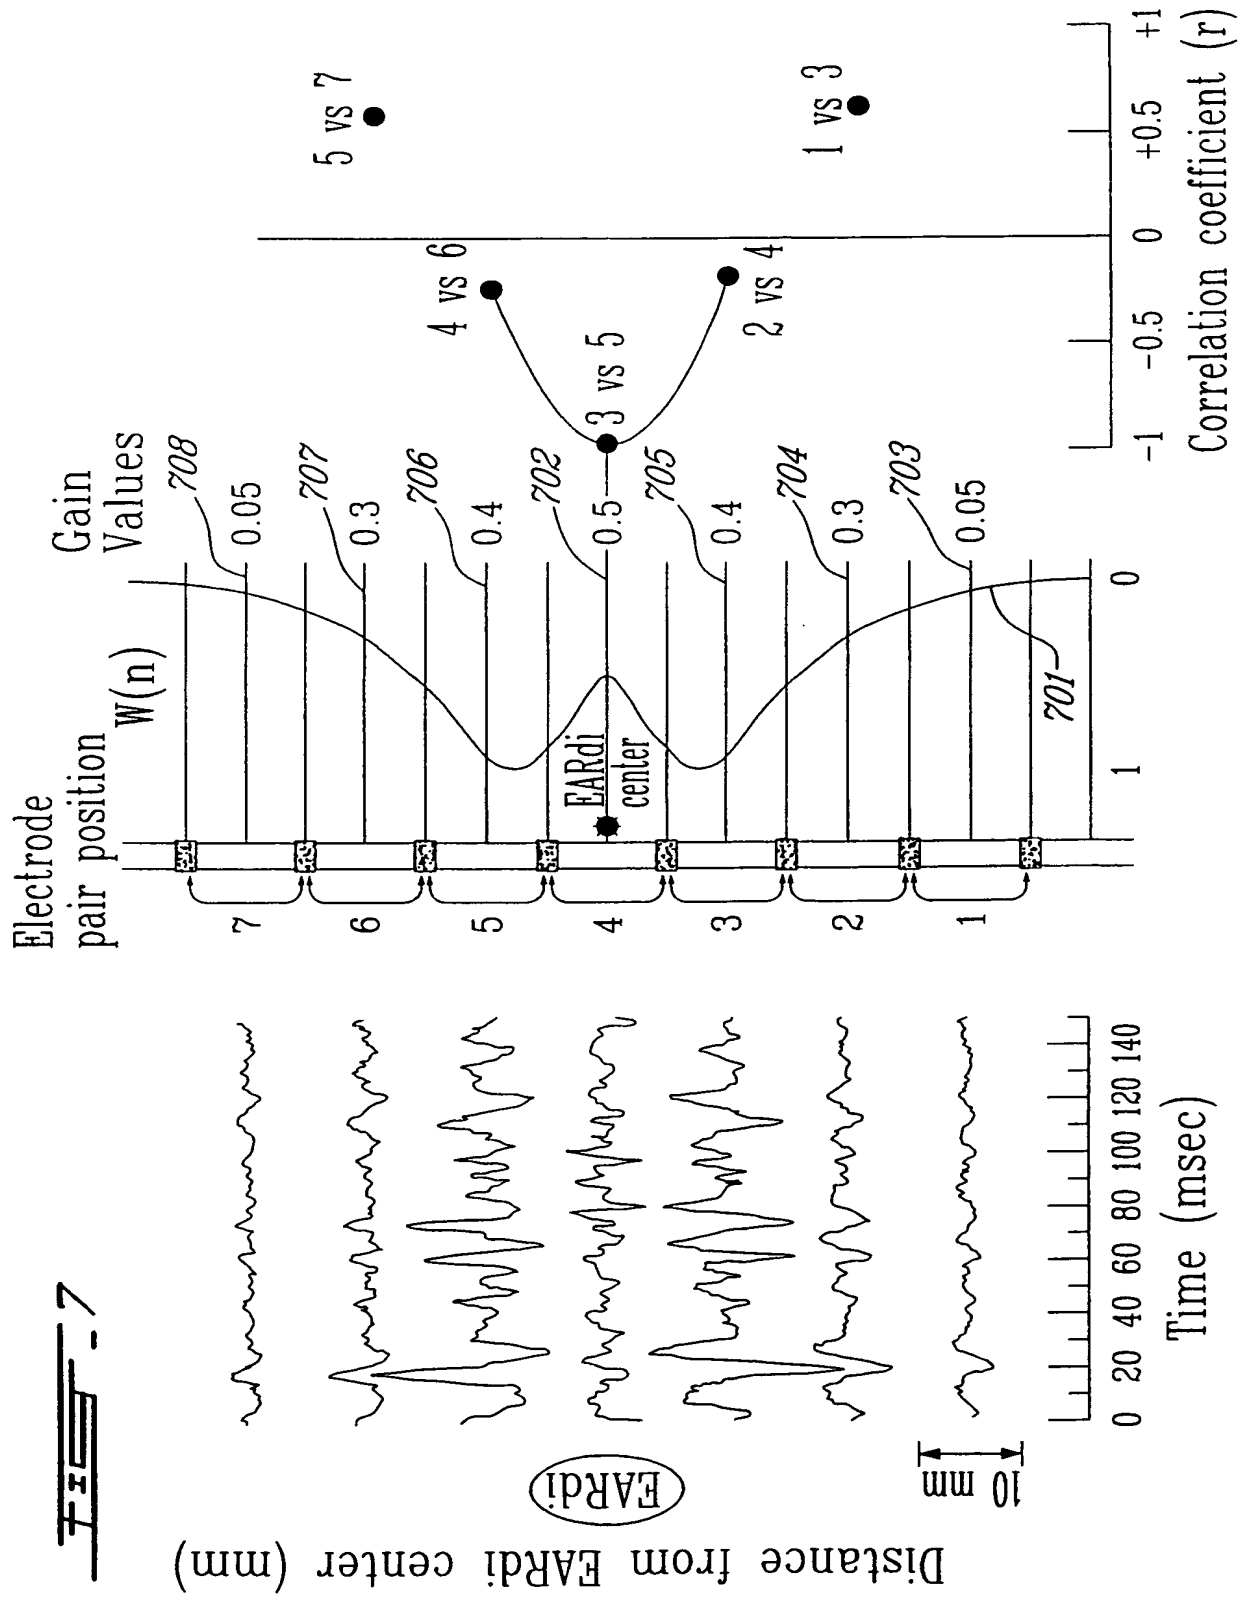 Fig-7
Distance from EARdi center (mm)
EARdi
10 mm
0 20 40 60 80 100 120 140
Time (msec)
Electrode
pair position
7
6
5
4
3
2
1
W(n)
EARdi
center
1
0
701
Gain
Values
708
0.05
707
0.3
706
0.4
702
0.5
705
0.4
704
0.3
703
0.05
5 vs 7
4 vs 6
3 vs 5
2 vs 4
1 vs 3
-1 -0.5 0 +0.5 +1
Correlation coefficient (r)